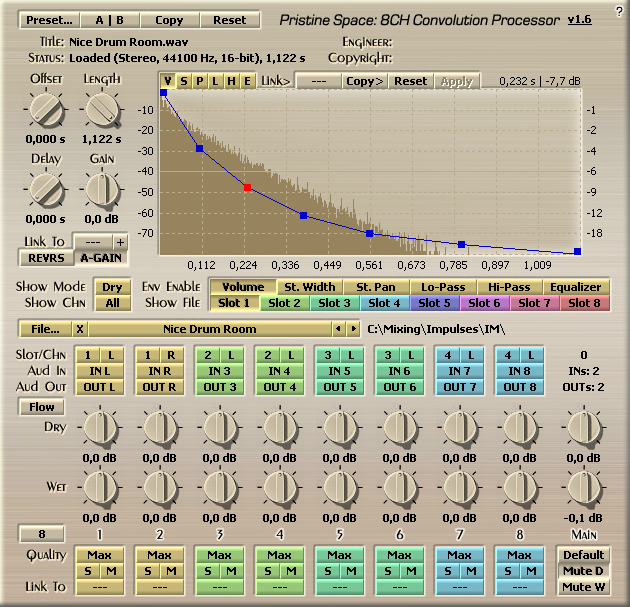 Preset... A | B Copy Reset Pristine Space: 8CH Convolution Processor v1.6 ?
Title: Nice Drum Room.wav Engineer:
Status: Loaded (Stereo, 44100 Hz, 16-bit), 1,122 s Copyright:
Offset Length V S P L H E Link> --- Copy> Reset Apply 0,232 s | -7,7 dB
-10 -1
-20 -2
0,000 s 1,122 s -30 -4
Delay Gain -40 -6
-50 -9
-60 -12
0,000 s 0,0 dB -70 -18
Link To --- +
REVRS A-GAIN 0,112 0,224 0,336 0,449 0,561 0,673 0,785 0,897 1,009
Show Mode Dry Env Enable Volume St. Width St. Pan Lo-Pass Hi-Pass Equalizer
Show Chn All Show File Slot 1 Slot 2 Slot 3 Slot 4 Slot 5 Slot 6 Slot 7 Slot 8
File... X Nice Drum Room C:\Mixing\Impulses\IM\
Slot/Chn 1 L 1 R 2 L 2 L 3 L 3 L 4 L 4 L 0
Aud In IN L IN R IN 3 IN 4 IN 5 IN 6 IN 7 IN 8 INs: 2
Aud Out OUT L OUT R OUT 3 OUT 4 OUT 5 OUT 6 OUT 7 OUT 8 OUTs: 2
Flow
Dry
0,0 dB 0,0 dB 0,0 dB 0,0 dB 0,0 dB 0,0 dB 0,0 dB 0,0 dB 0,0 dB
Wet
0,0 dB 0,0 dB 0,0 dB 0,0 dB 0,0 dB 0,0 dB 0,0 dB 0,0 dB -0,1 dB
8 1 2 3 4 5 6 7 8 Main
Quality Max Max Max Max Max Max Max Max Default
S M S M S M S M S M S M S M S M Mute D
Link To --- --- --- --- --- --- --- --- Mute W